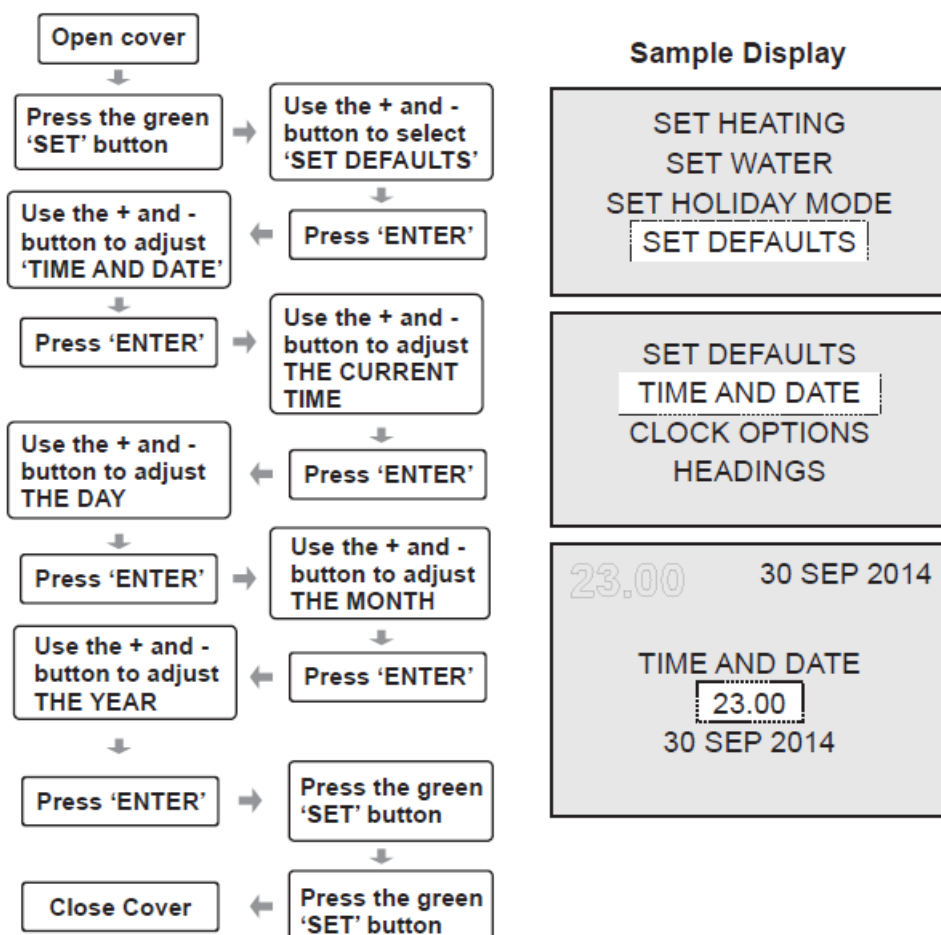 Open cover
Press the green
‘SET’ button
Use the + and -
button to select
‘SET DEFAULTS’
Press ‘ENTER’
Use the + and -
button to adjust
‘TIME AND DATE’
Press ‘ENTER’
Use the + and -
button to adjust
THE CURRENT
TIME
Press ‘ENTER’
Use the + and -
button to adjust
THE DAY
Press ‘ENTER’
Use the + and -
button to adjust
THE MONTH
Press ‘ENTER’
Use the + and -
button to adjust
THE YEAR
Press ‘ENTER’
Press the green
‘SET’ button
Press the green
‘SET’ button
Close Cover
Sample Display
SET HEATING
SET WATER
SET HOLIDAY MODE
SET DEFAULTS
SET DEFAULTS
TIME AND DATE
CLOCK OPTIONS
HEADINGS
23.00 30 SEP 2014
TIME AND DATE
23.00
30 SEP 2014